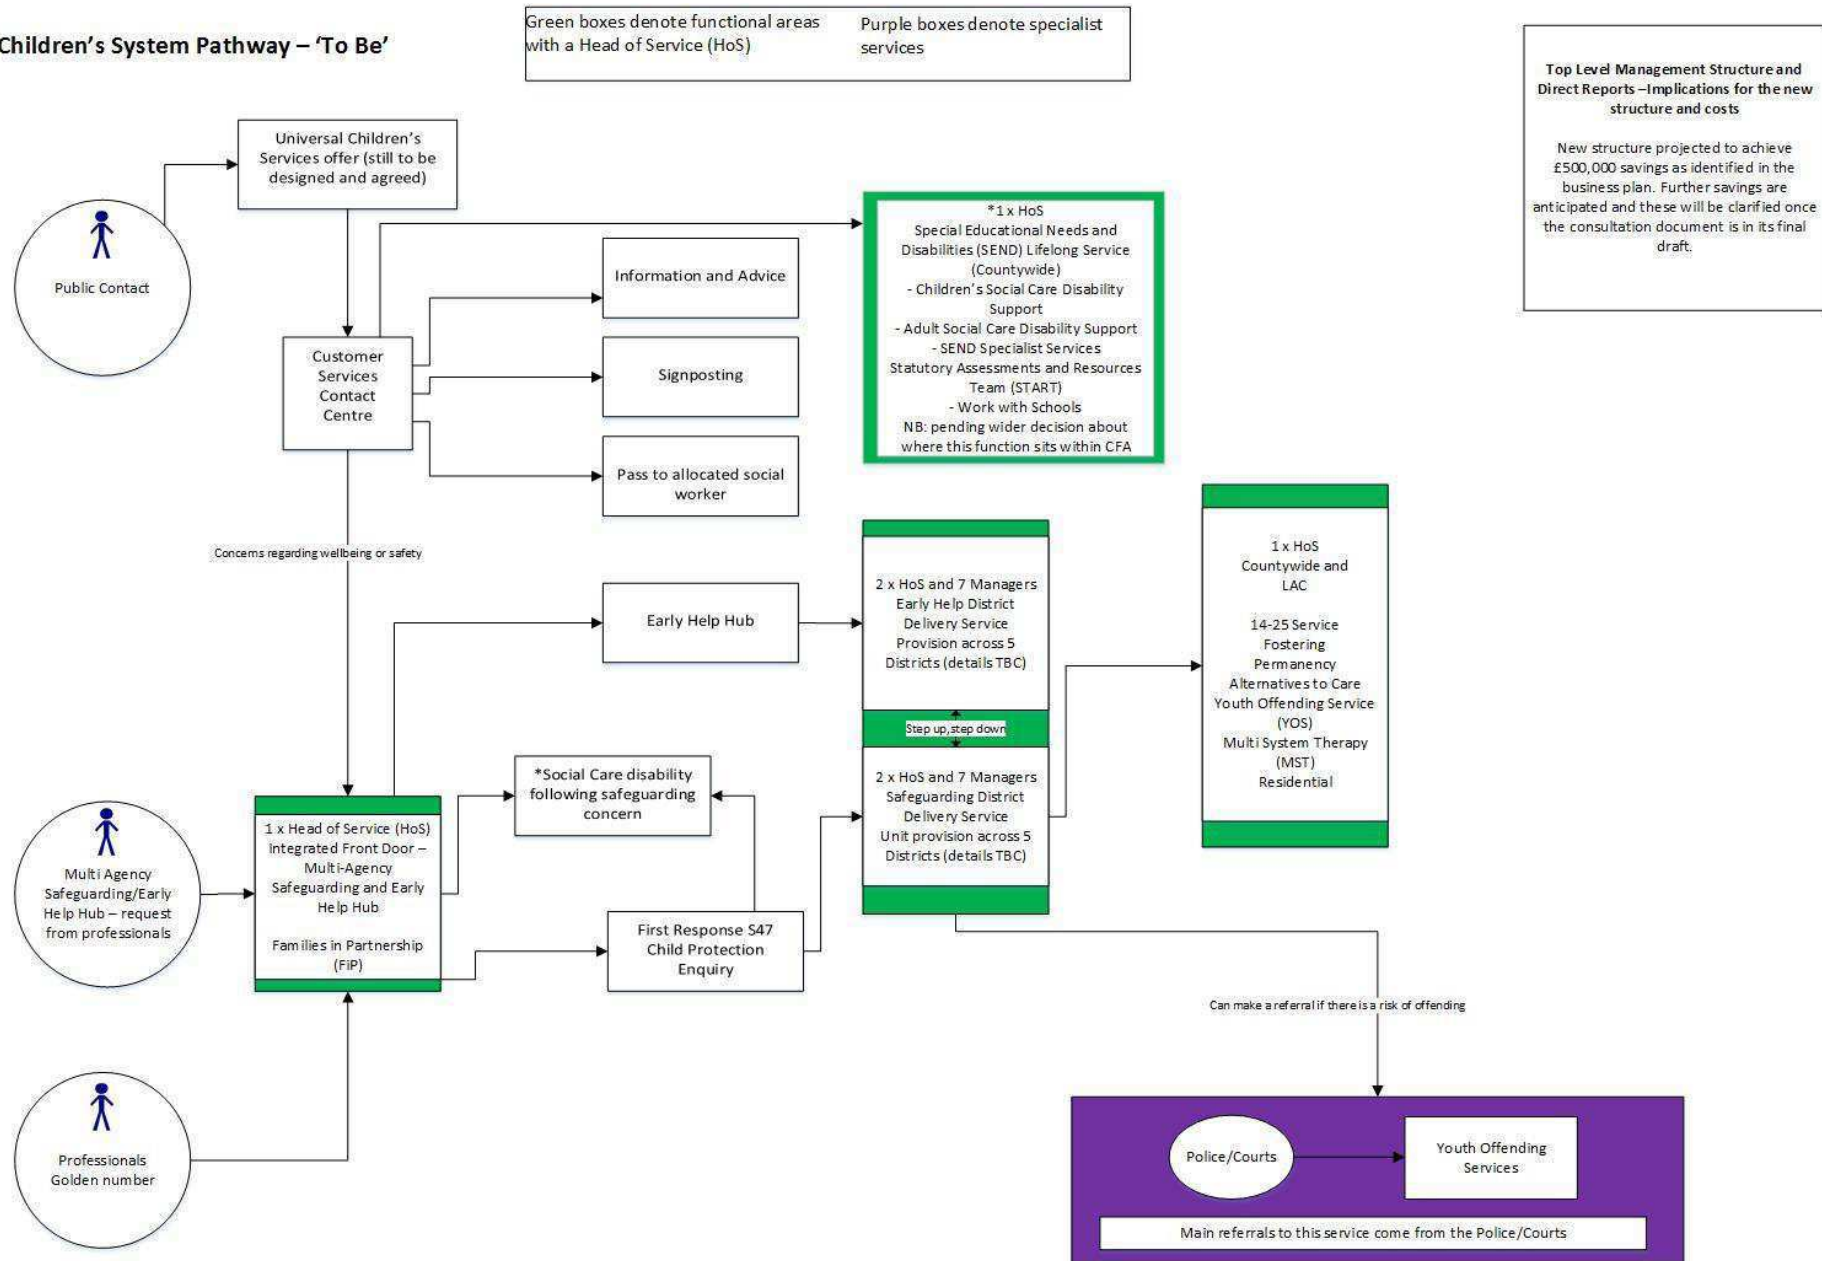 Children's System Pathway – 'To Be'
Green boxes denote functional areas
with a Head of Service (HoS)
Purple boxes denote specialist
services
Top Level Management Structure and
Direct Reports –Implications for the new
structure and costs
New structure projected to achieve
£500,000 savings as identified in the
business plan. Further savings are
anticipated and these will be clarified once
the consultation document is in its final
draft.
Universal Children's
Services offer (still to be
designed and agreed)
Public Contact
Customer
Services
Contact
Centre
Information and Advice
Signposting
Pass to allocated social
worker
*1 x HoS
Special Educational Needs and
Disabilities (SEND) Lifelong Service
(Countywide)
- Children's Social Care Disability
Support
- Adult Social Care Disability Support
- SEND Specialist Services
Statutory Assessments and Resources
Team (START)
- Work with Schools
NB: pending wider decision about
where this function sits within CFA
Concerns regarding wellbeing or safety
Early Help Hub
2 x HoS and 7 Managers
Early Help District
Delivery Service
Provision across 5
Districts (details TBC)
Step up,step down
2 x HoS and 7 Managers
Safeguarding District
Delivery Service
Unit provision across 5
Districts (details TBC)
1 x HoS
Countywide and
LAC
14-25 Service
Fostering
Permanency
Alternatives to Care
Youth Offending Service
(YOS)
Multi System Therapy
(MST)
Residential
*Social Care disability
following safeguarding
concern
Multi Agency
Safeguarding/Early
Help Hub – request
from professionals
1 x Head of Service (HoS)
Integrated Front Door –
Multi-Agency
Safeguarding and Early
Help Hub
Families in Partnership
(FiP)
First Response S47
Child Protection
Enquiry
Can make a referral if there is a risk of offending
Professionals
Golden number
Police/Courts
Youth Offending
Services
Main referrals to this service come from the Police/Courts